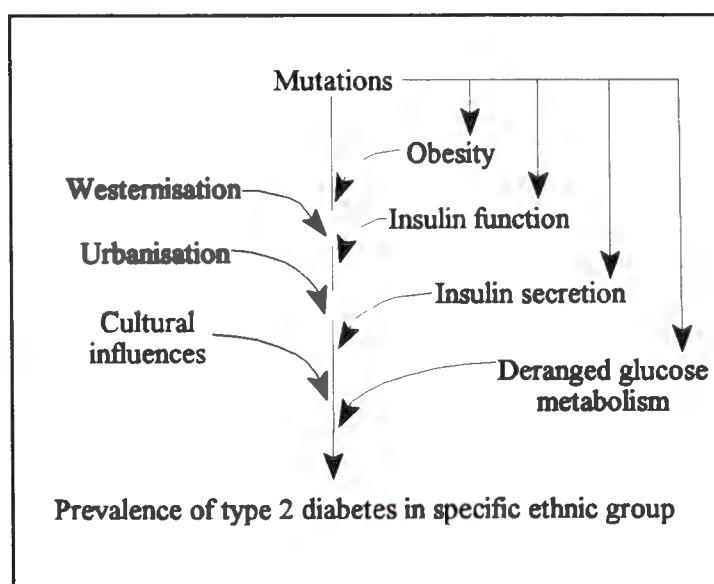 Mutations
Obesity
Westernisation
Insulin function
Urbanisation
Insulin secretion
Cultural
influences
Deranged glucose
metabolism
Prevalence of type 2 diabetes in specific ethnic group